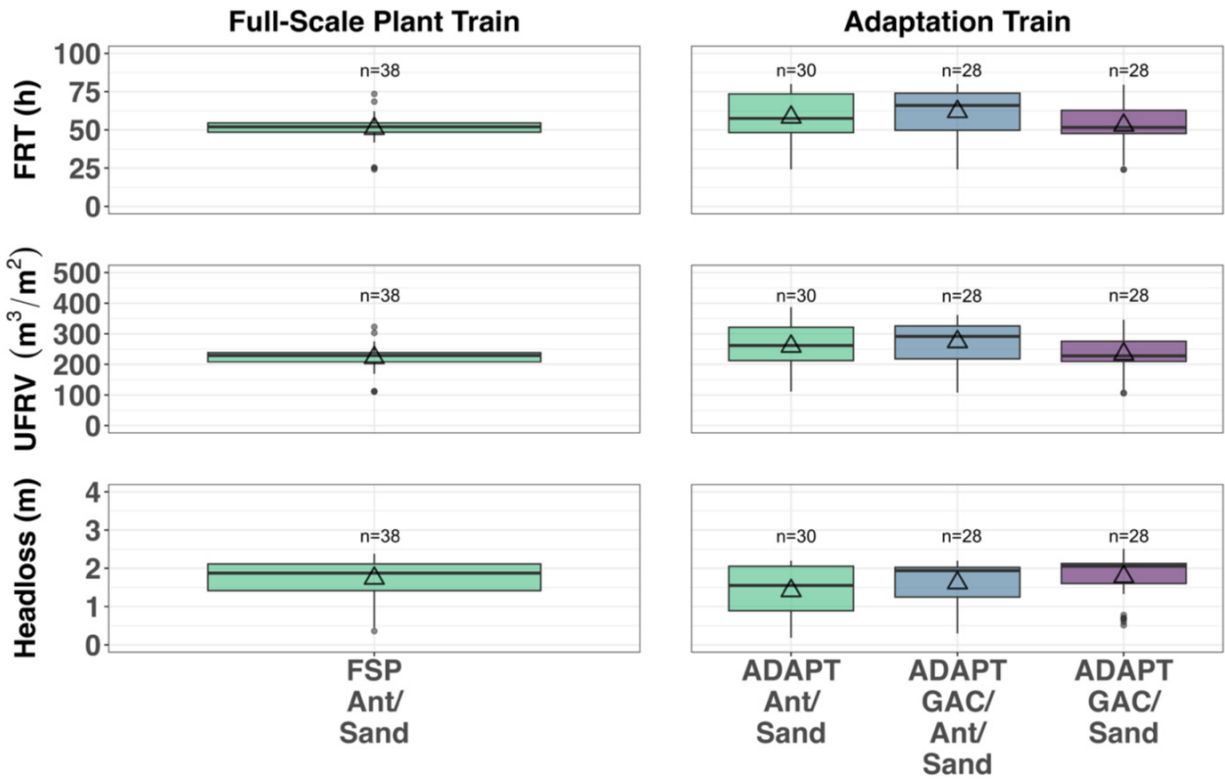 Full-Scale Plant Train
Adaptation Train
FRT (h)
100
75
50
25
0
n=38
n=30
n=28
n=28
UFRV (m³/m²)
500
400
300
200
100
0
n=38
n=30
n=28
n=28
Headloss (m)
4
3
2
1
0
n=38
n=30
n=28
n=28
FSP
Ant/
Sand
ADAPT
Ant/
Sand
ADAPT
GAC/
Ant/
Sand
ADAPT
GAC/
Sand